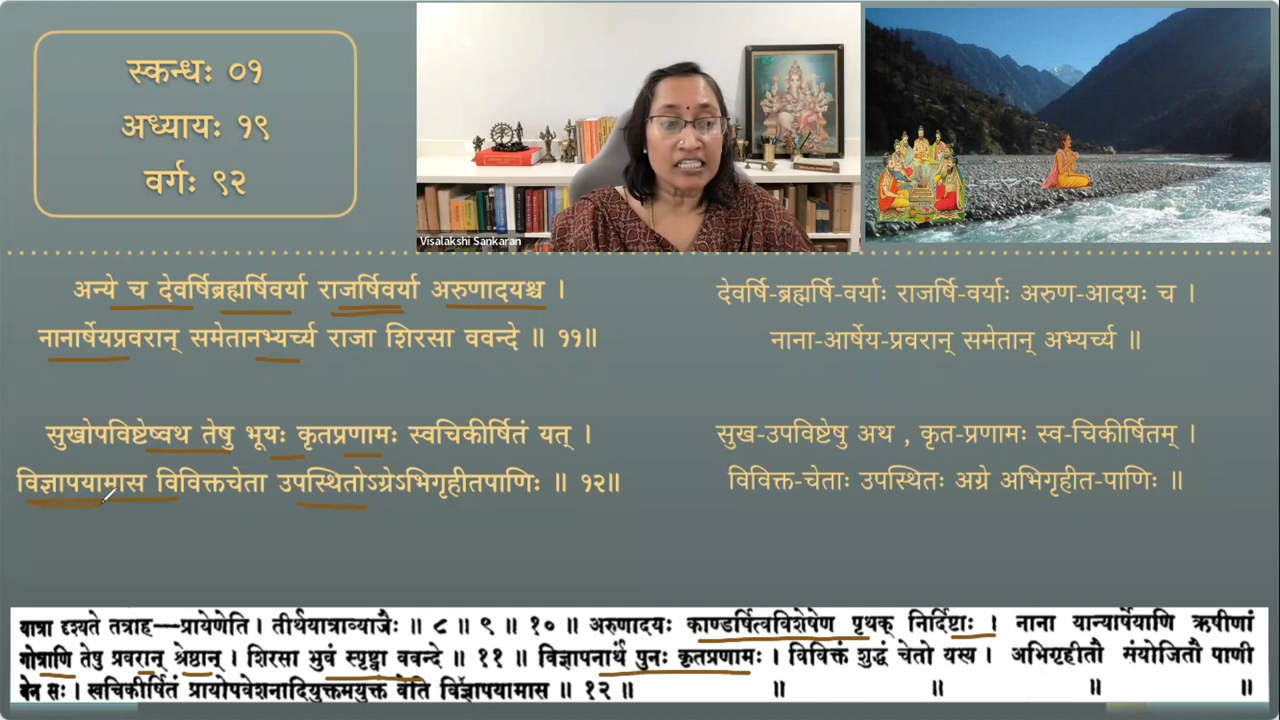 स्कन्धः ०१
अध्यायः १९
वर्गः ९२
Visalakshi Sankaran
अन्ये च देवर्षिब्रह्मर्षिवर्या राजर्षिवर्या अरुणादयश्च ।
नानार्षेयप्रवरान् समेतानभ्यर्च्य राजा शिरसा ववन्दे ॥ ११॥
देवर्षि-ब्रह्मर्षि-वर्याः राजर्षि-वर्याः अरुण-आदयः च ।
नाना-आर्षेय-प्रवरान् समेतान् अभ्यर्च्य ॥
सुखोपविष्टेष्वथ तेषु भूयः कृतप्रणामः स्वचिकीर्षितं यत् ।
विज्ञापयामास विविक्तचेता उपस्थितोऽग्रेऽभिगृहीतपाणिः ॥ १२॥
सुख-उपविष्टेषु अथ , कृत-प्रणामः स्व-चिकीर्षितम् ।
विविक्त-चेताः उपस्थितः अग्रे अभिगृहीत-पाणिः ॥
यात्रा दृश्यते तत्राह—प्रायेणेति । तीर्थयात्राव्याजैः ॥ ८ ॥ ९ ॥ १० ॥ अरुणादयः काण्डर्षित्वविशेषेण पृथक् निर्दिष्टाः । नाना यान्यार्षेयाणि ऋषीणां
गोत्राणि तेषु प्रवरान् श्रेष्ठान् । शिरसा भुवं स्पृष्ट्वा ववन्दे ॥ ११ ॥ विज्ञापनार्थं पुनः कृतप्रणामः । विविक्तं शुद्धं चेतो यस्य । अभिगृहीतौ संयोजितौ पाणी
येन सः । स्वचिकीर्षितं प्रायोपवेशनादियुक्तमयुक्तं वेति विज्ञापयामास ॥ १२ ॥ ॥ ॥ ॥ ॥